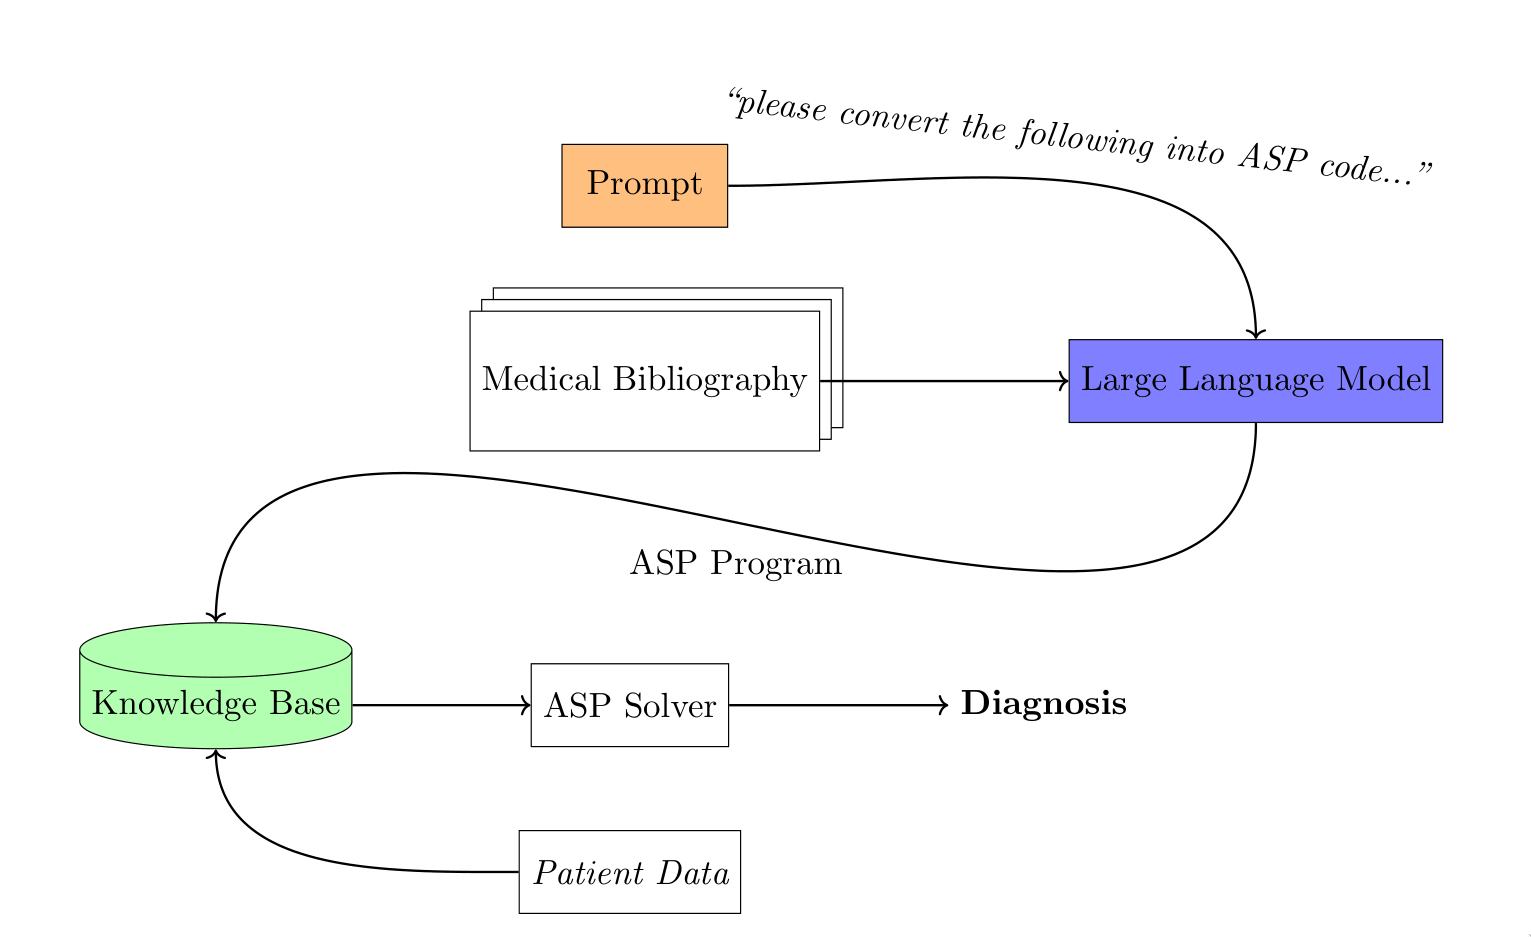 “please convert the following into ASP code...”
Prompt
Medical Bibliography
Large Language Model
ASP Program
Knowledge Base
ASP Solver
Diagnosis
Patient Data